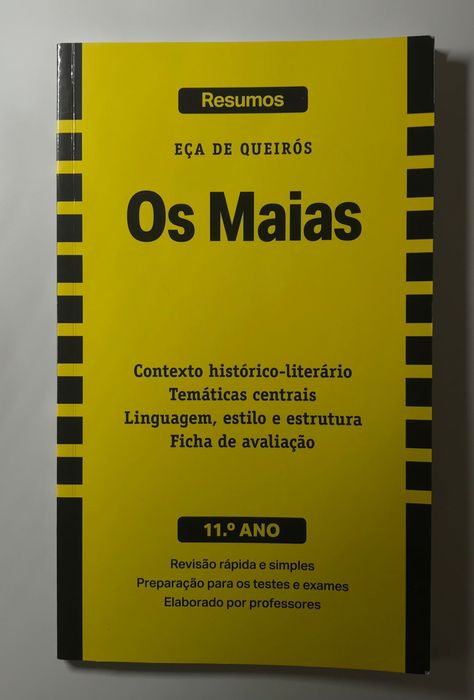 Resumos
EÇA DE QUEIRÓS
Os Maias
Contexto histórico-literário
Temáticas centrais
Linguagem, estilo e estrutura
Ficha de avaliação
11.º ANO
Revisão rápida e simples
Preparação para os testes e exames
Elaborado por professores